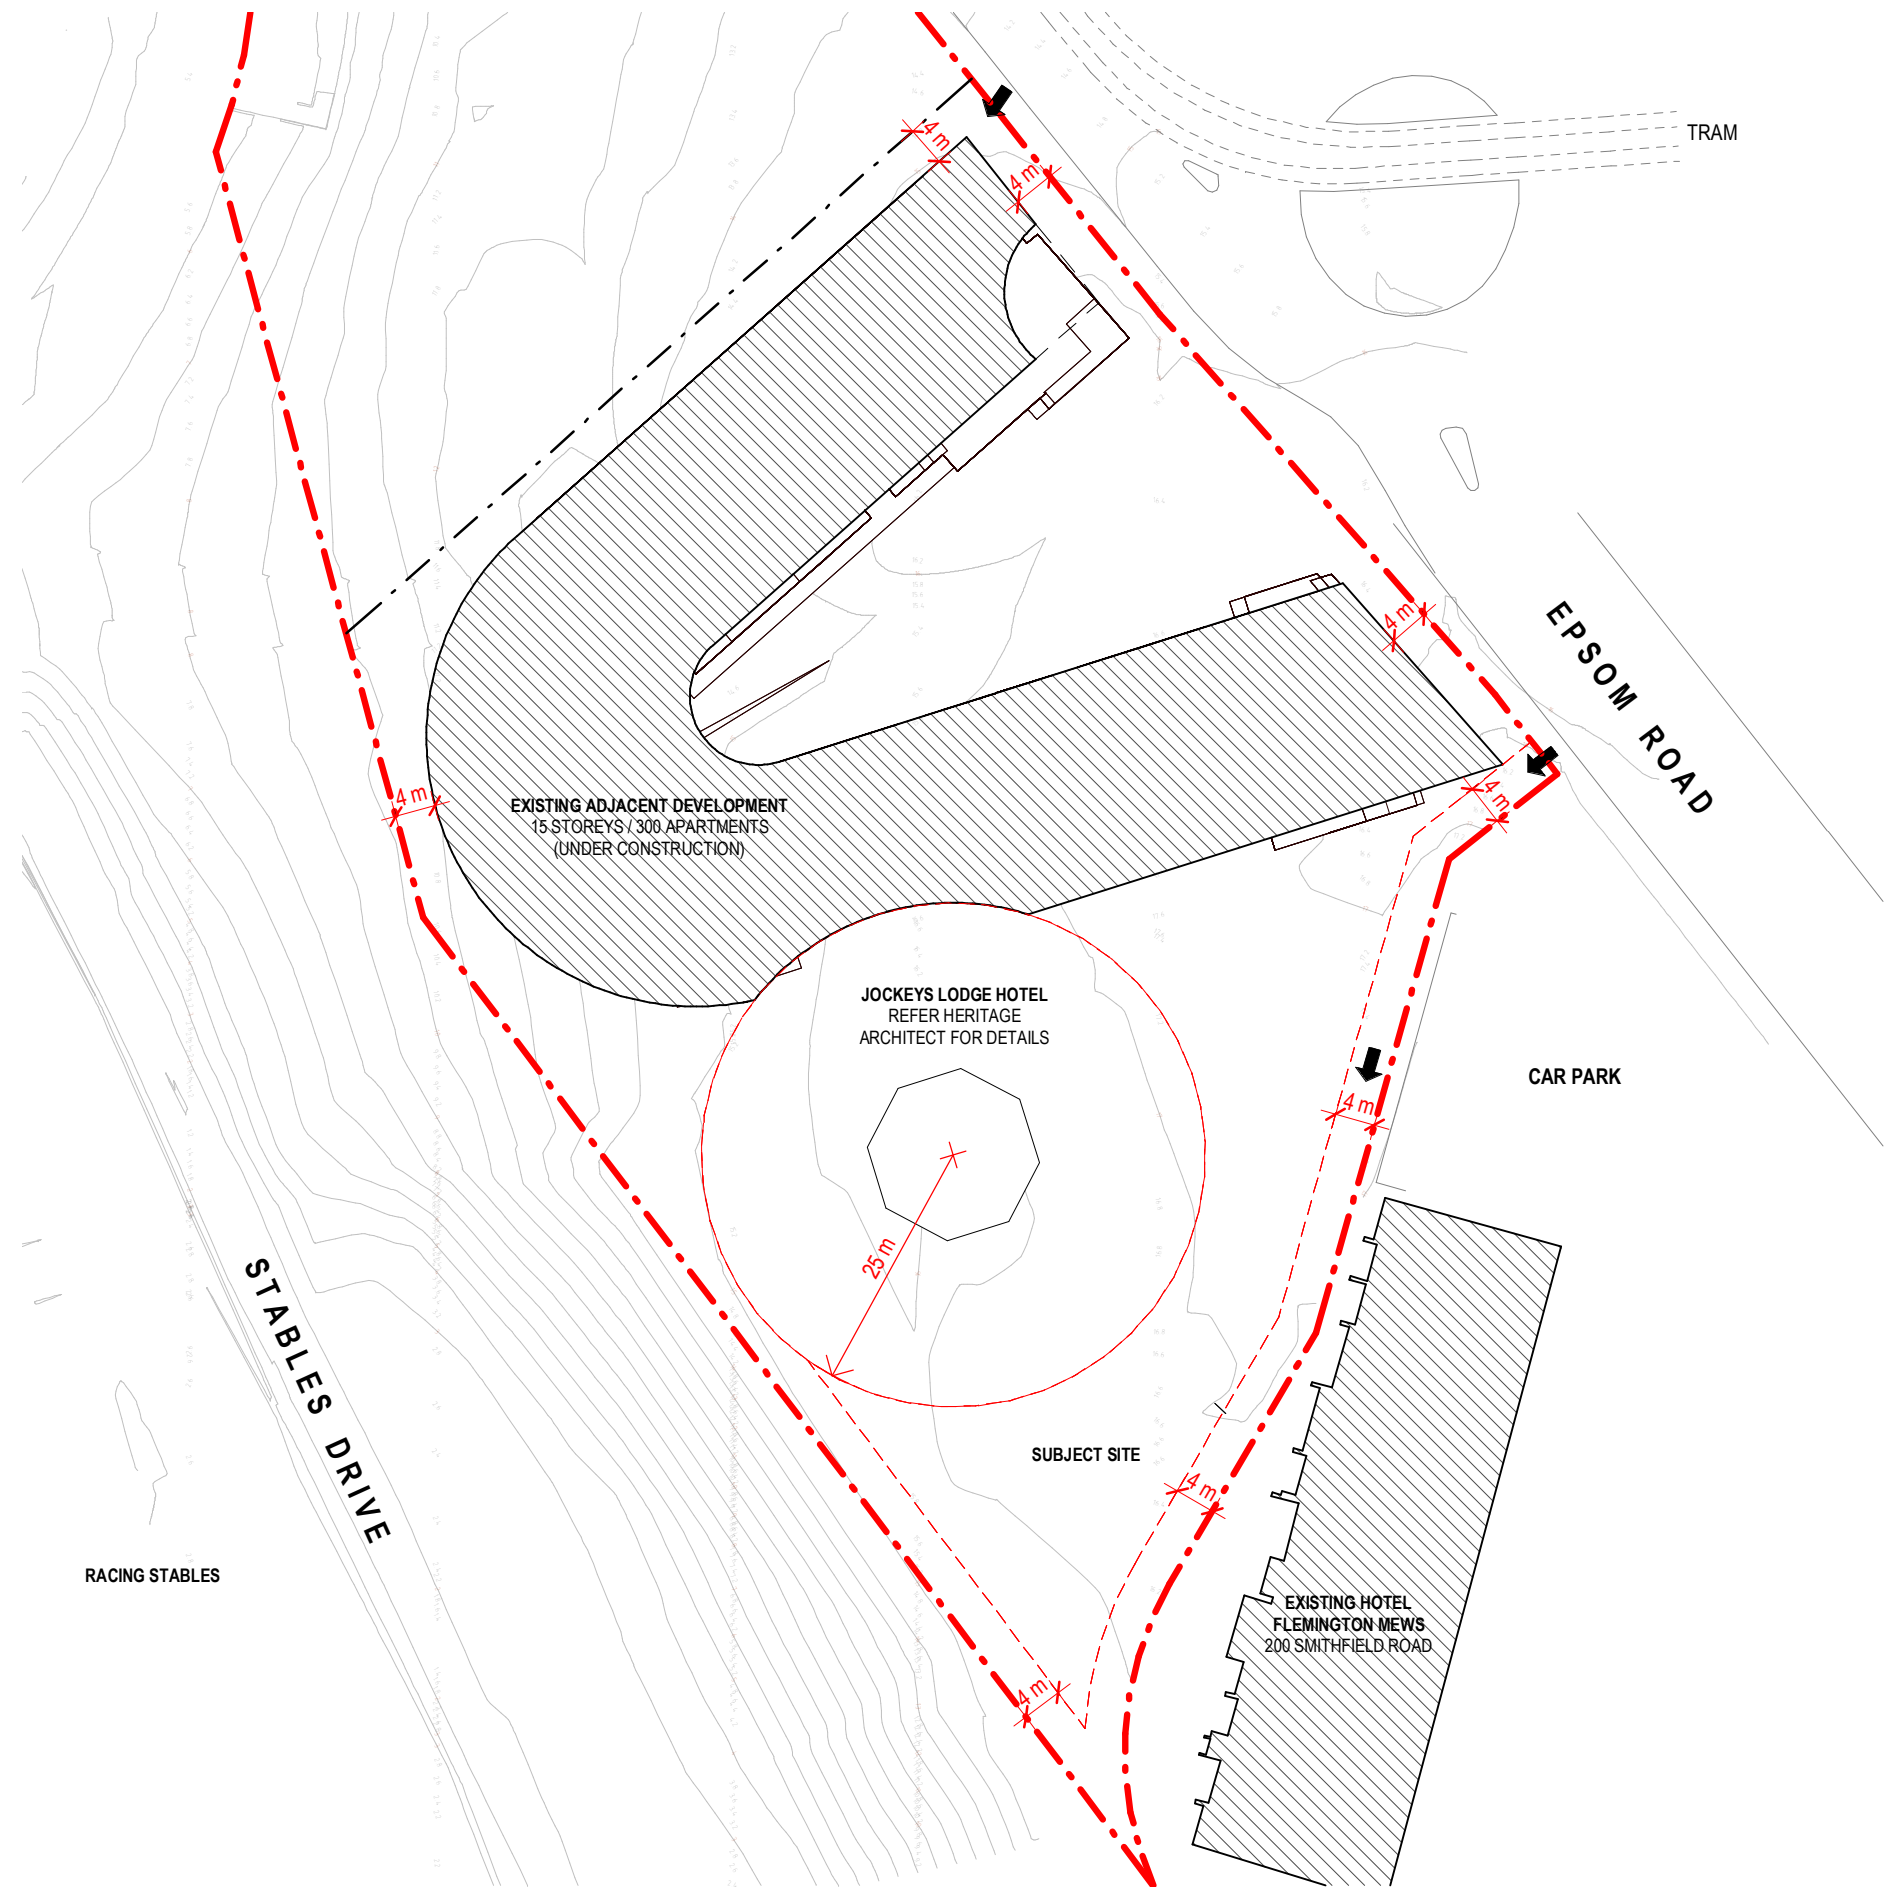 TRAM
4 m
4 m
EPSOM ROAD
4 m
4 m
4 m
EXISTING ADJACENT DEVELOPMENT
15 STOREYS / 300 APARTMENTS
(UNDER CONSTRUCTION)
JOCKEYS LODGE HOTEL
REFER HERITAGE
ARCHITECT FOR DETAILS
CAR PARK
4 m
25 m
STABLES DRIVE
SUBJECT SITE
4 m
RACING STABLES
EXISTING HOTEL
FLEMINGTON MEWS
200 SMITHFIELD ROAD
4 m